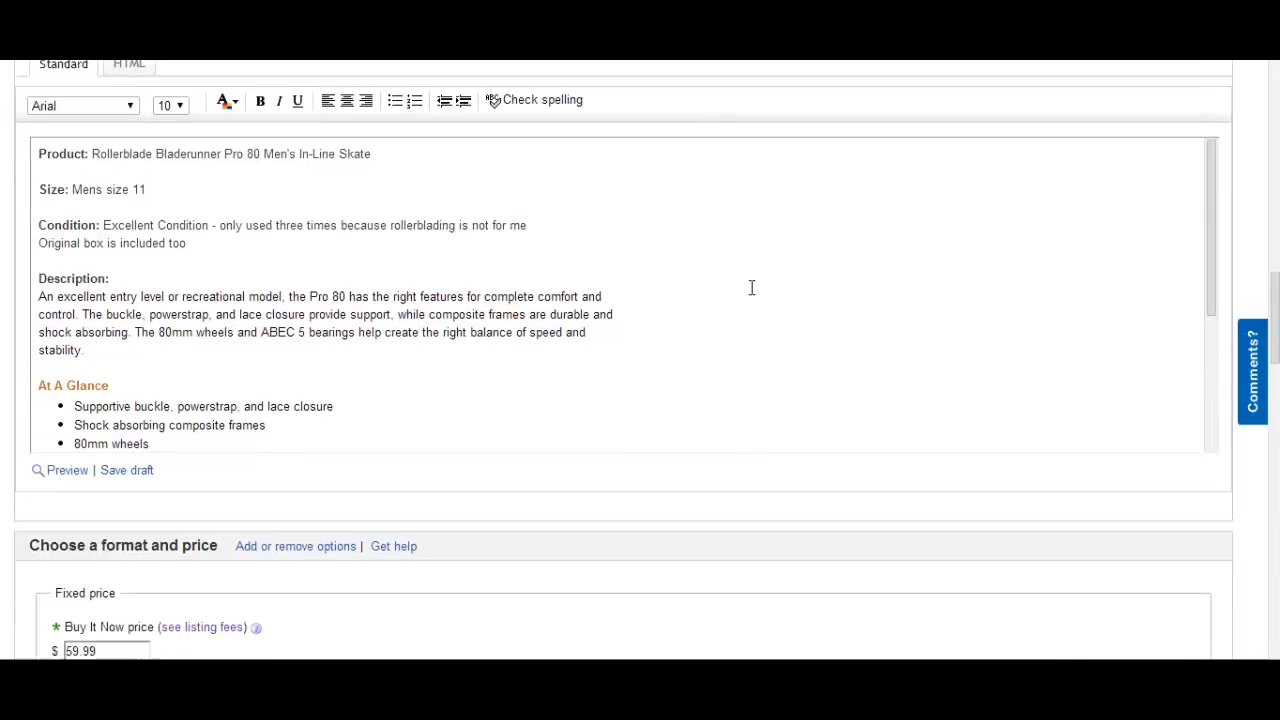 Standard HTML
Arial 10 A B I U Check spelling
Product: Rollerblade Bladerunner Pro 80 Men's In-Line Skate
Size: Mens size 11
Condition: Excellent Condition - only used three times because rollerblading is not for me
Original box is included too
Description:
An excellent entry level or recreational model, the Pro 80 has the right features for complete comfort and
control. The buckle, powerstrap, and lace closure provide support, while composite frames are durable and
shock absorbing. The 80mm wheels and ABEC 5 bearings help create the right balance of speed and
stability.
At A Glance
• Supportive buckle, powerstrap, and lace closure
• Shock absorbing composite frames
• 80mm wheels
Preview | Save draft
Comments?
Choose a format and price Add or remove options | Get help
Fixed price
* Buy It Now price (see listing fees) ?
$ 59.99